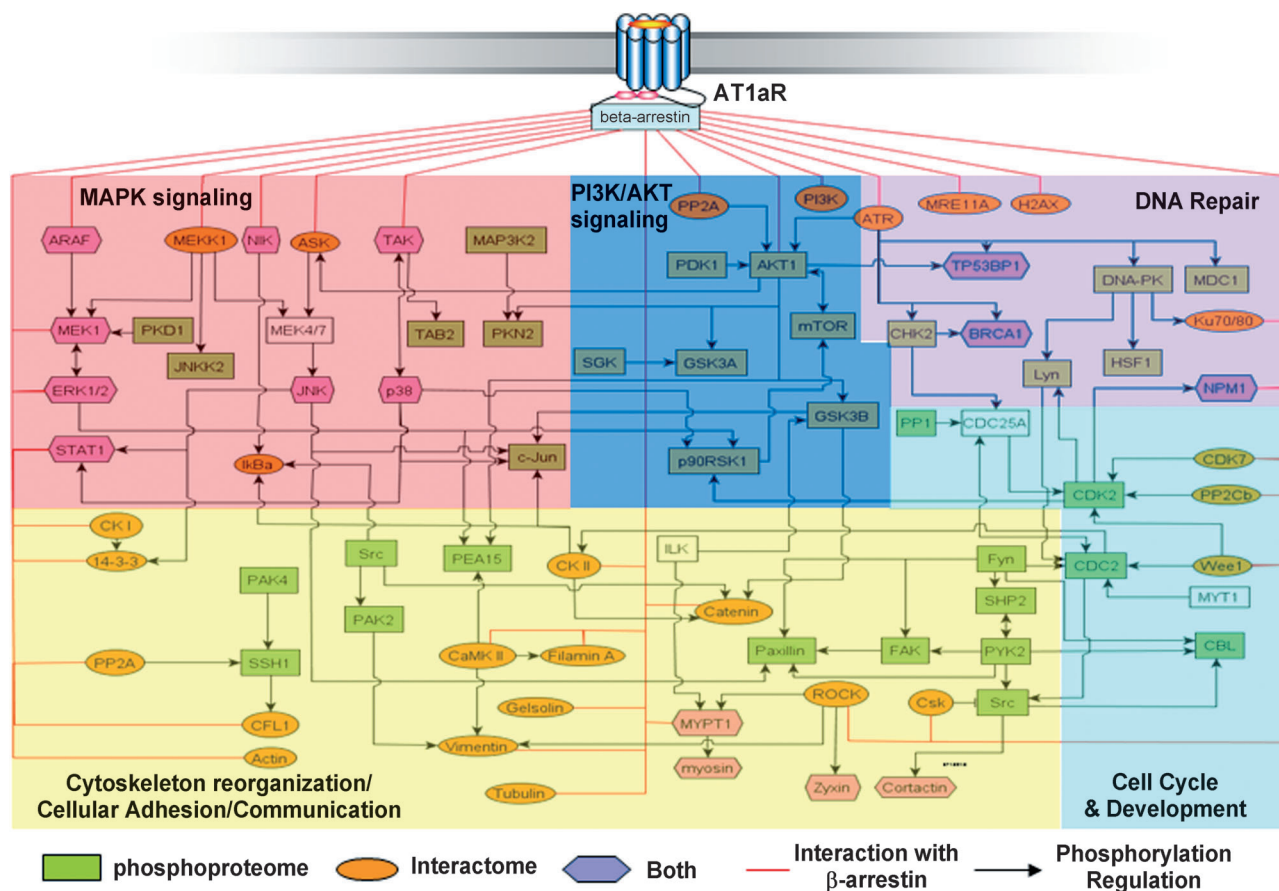 AT1aR
beta-arrestin
MAPK signaling
PI3K/AKT
signaling
DNA Repair
PP2A
PI3K
ATR
MRE11A
H2AX
ARAF
MEKK1
NIK
ASK
TAK
MAP3K2
PDK1
AKT1
TP53BP1
DNA-PK
MDC1
MEK1
PKD1
MEK4/7
TAB2
PKN2
mTOR
CHK2
BRCA1
Ku70/80
JNKK2
SGK
GSK3A
HSF1
Lyn
ERK1/2
JNK
p38
NPM1
GSK3B
PP1
CDC25A
STAT1
IkBa
c-Jun
p90RSK1
CDK7
CDK2
PP2Cb
CK I
14-3-3
Src
PEA15
CK II
ILK
Fyn
CDC2
Wee1
PAK4
PAK2
Catenin
SHP2
MYT1
PP2A
SSH1
CaMK II
Filamin A
Paxillin
FAK
PYK2
CBL
CFL1
Gelsolin
MYPT1
ROCK
Csk
Src
Actin
Vimentin
myosin
Tubulin
Zyxin
Cortactin
Cytoskeleton reorganization/
Cellular Adhesion/Communication
Cell Cycle
& Development
phosphoproteome
Interactome
Both
Interaction with
β-arrestin
Phosphorylation
Regulation